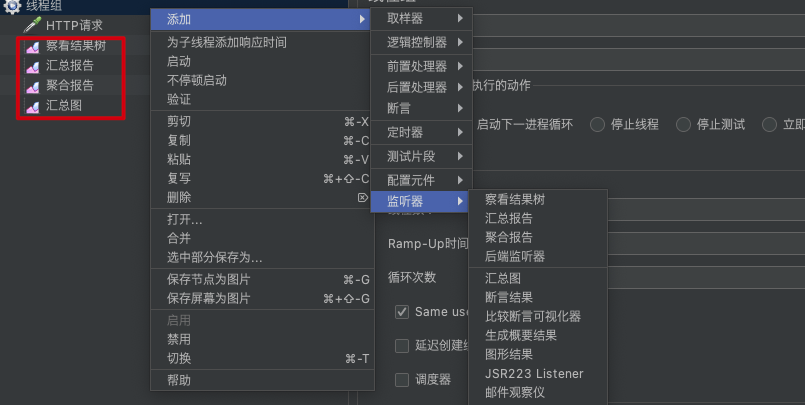 线程组
HTTP请求
察看结果树
汇总报告
聚合报告
汇总图
添加
为子线程添加响应时间
启动
不停顿启动
验证
剪切 ⌘-X
复制 ⌘-C
粘贴 ⌘-V
复写 ⌘+⇧-C
删除 ⌦
打开...
合并
选中部分保存为...
保存节点为图片 ⌘-G
保存屏幕为图片 ⌘+⇧-G
启用
禁用
切换 ⌘-T
帮助
取样器
逻辑控制器
前置处理器
后置处理器
断言
定时器
测试片段
配置元件
监听器
察看结果树
汇总报告
聚合报告
后端监听器
汇总图
断言结果
比较断言可视化器
生成概要结果
图形结果
JSR223 Listener
邮件观察仪
执行的动作
启动下一进程循环 停止线程 停止测试 立即
Ramp-Up时间
循环次数
Same use
延迟创建线
调度器